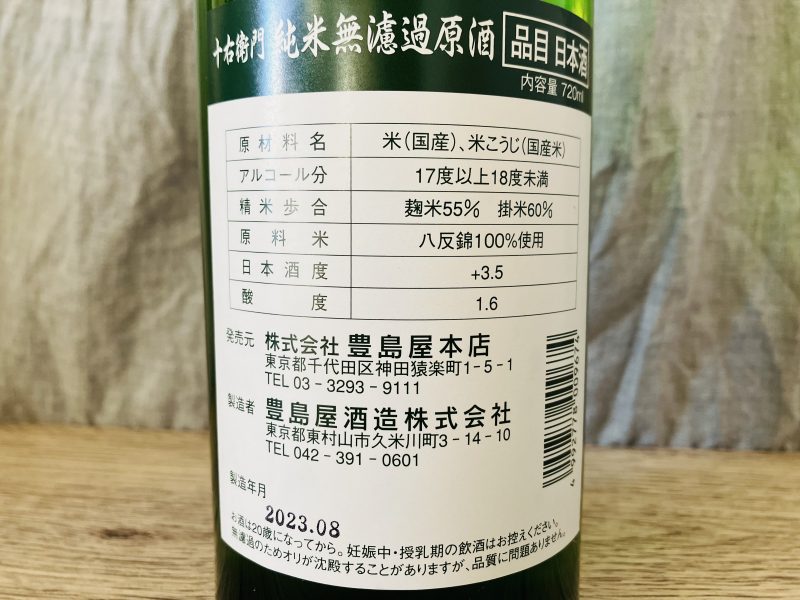 十右衛門 純米無濾過原酒 品目 日本酒
内容量 720ml
原材料名 米（国産）、米こうじ（国産米）
アルコール分 17度以上18度未満
精米歩合 麹米55% 掛米60%
原料米 八反錦100%使用
日本酒度 +3.5
酸度 1.6
発売元 株式会社 豊島屋本店
東京都千代田区神田猿楽町1-5-1
TEL 03-3293-9111
製造者 豊島屋酒造株式会社
東京都東村山市久米川町3-14-10
TEL 042-391-0601
製造年月
2023.08
お酒は20歳になってから。妊娠中・授乳期の飲酒はお控えください。
無濾過のためオリが沈殿することがありますが、品質に問題ありません。
4 992778 009674